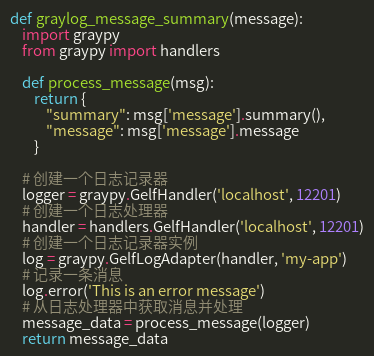 def graylog_message_summary(message):
    import graypy
    from graypy import handlers

    def process_message(msg):
        return {
            "summary": msg['message'].summary(),
            "message": msg['message'].message
        }

    # 创建一个日志记录器
    logger = graypy.GelfHandler('localhost', 12201)
    # 创建一个日志处理器
    handler = handlers.GelfHandler('localhost', 12201)
    # 创建一个日志记录器实例
    log = graypy.GelfLogAdapter(handler, 'my-app')
    # 记录一条消息
    log.error('This is an error message')
    # 从日志处理器中获取消息并处理
    message_data = process_message(logger)
    return message_data